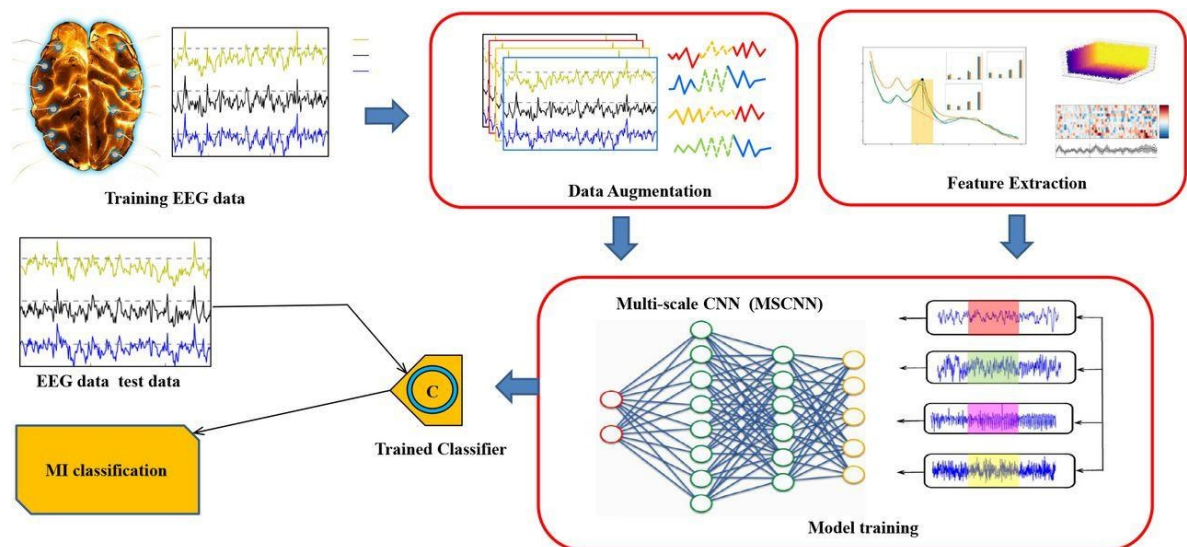 Training EEG data
Data Augmentation
Feature Extraction
EEG data test data
C
Trained Classifier
MI classification
Multi-scale CNN (MSCNN)
Model training